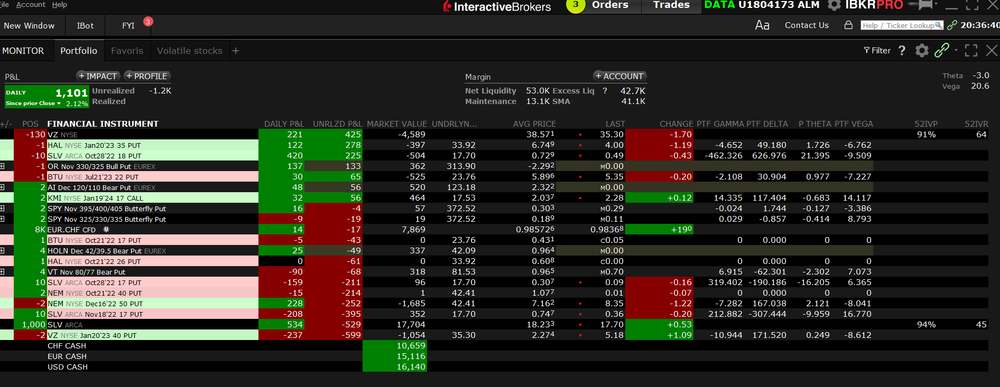 File Account Help InteractiveBrokers 3 Orders Trades DATA U1804173 ALM IBKRPRO
New Window IBot FYI 3 Aa Contact Us Help / Ticker Lookup 20:36:40
MONITOR Portfolio Favoris Volatile stocks + Filter ?
P&L + IMPACT + PROFILE Margin + ACCOUNT Theta -3.0
DAILY 1,101 Unrealized -1.2K Net Liquidity 53.0K Excess Liq ? 42.7K Vega 20.6
Since prior Close 2.12% Realized Maintenance 13.1K SMA 41.1K
+/- POS FINANCIAL INSTRUMENT DAILY P&L UNRLZD P&L MARKET VALUE UNDRLYN... AVG PRICE LAST CHANGE PTF GAMMA PTF DELTA P THETA PTF VEGA 52IVP 52IVR
-130 VZ NYSE 221 425 -4,589 38.571 35.30 -1.70 91% 64
-1 HAL NYSE Jan20'23 35 PUT 122 278 -397 33.92 6.749 4.00 -1.19 -4.652 49.180 1.726 -6.762
-10 SLV ARCA Oct28'22 18 PUT 420 225 -504 17.70 0.729 0.49 -0.43 -462.326 626.976 21.395 -9.509
-1 OR Nov 330/325 Bull Put EUREX 137 133 362 313.90 -2.292 M0.00
-1 BTU NYSE Jul21'23 22 PUT 30 65 -525 23.76 5.896 5.35 -0.20 -2.108 30.904 0.977 -7.227
2 AI Dec 120/110 Bear Put EUREX 48 56 520 123.18 2.322 M0.00
2 KMI NYSE Jan19'24 17 CALL 32 56 464 17.53 2.037 2.28 +0.12 14.335 117.404 -0.683 14.117
2 SPY Nov 395/400/405 Butterfly Put 16 -4 57 372.52 0.303 M0.29 -0.024 1.744 -0.127 -3.386
2 SPY Nov 325/330/335 Butterfly Put -9 -19 19 372.52 0.189 M0.11 0.029 -0.857 -0.414 8.793
8K EUR.CHF CFD U 14 -17 7,869 0.985726 0.98368 +190
1 BTU NYSE Oct21'22 17 PUT -5 -43 0 23.76 0.431 C0.05 0 0.000 0 0
4 HOLN Dec 42/39.5 Bear Put EUREX 25 -49 337 42.09 0.964 M0.00
1 HAL NYSE Oct21'22 26 PUT 0 -61 0 33.92 0.608 C0.00 0 0.000 0 0
4 VT Nov 80/77 Bear Put -90 -68 318 81.53 0.965 M0.70 6.915 -62.301 -2.302 7.073
10 SLV ARCA Oct28'22 17 PUT -159 -211 96 17.70 0.307 0.09 -0.16 319.402 -190.186 -16.205 6.365
2 NEM NYSE Oct21'22 40 PUT -15 -214 1 42.41 1.077 0.01 -0.07 0 0.000 0 0
-2 NEM NYSE Dec16'22 50 PUT 228 -252 -1,685 42.41 7.162 8.35 -1.22 -7.282 167.038 2.121 -8.041
10 SLV ARCA Nov18'22 17 PUT -208 -395 352 17.70 0.747 0.36 -0.20 212.882 -307.444 -9.959 16.770
1,000 SLV ARCA 534 -529 17,704 18.233 17.70 +0.53 94% 45
-2 VZ NYSE Jan20'23 40 PUT -237 -599 -1,054 35.30 2.274 5.18 +1.09 -10.944 171.520 0.249 -8.612
CHF CASH 10,659
EUR CASH 15,116
USD CASH 16,140